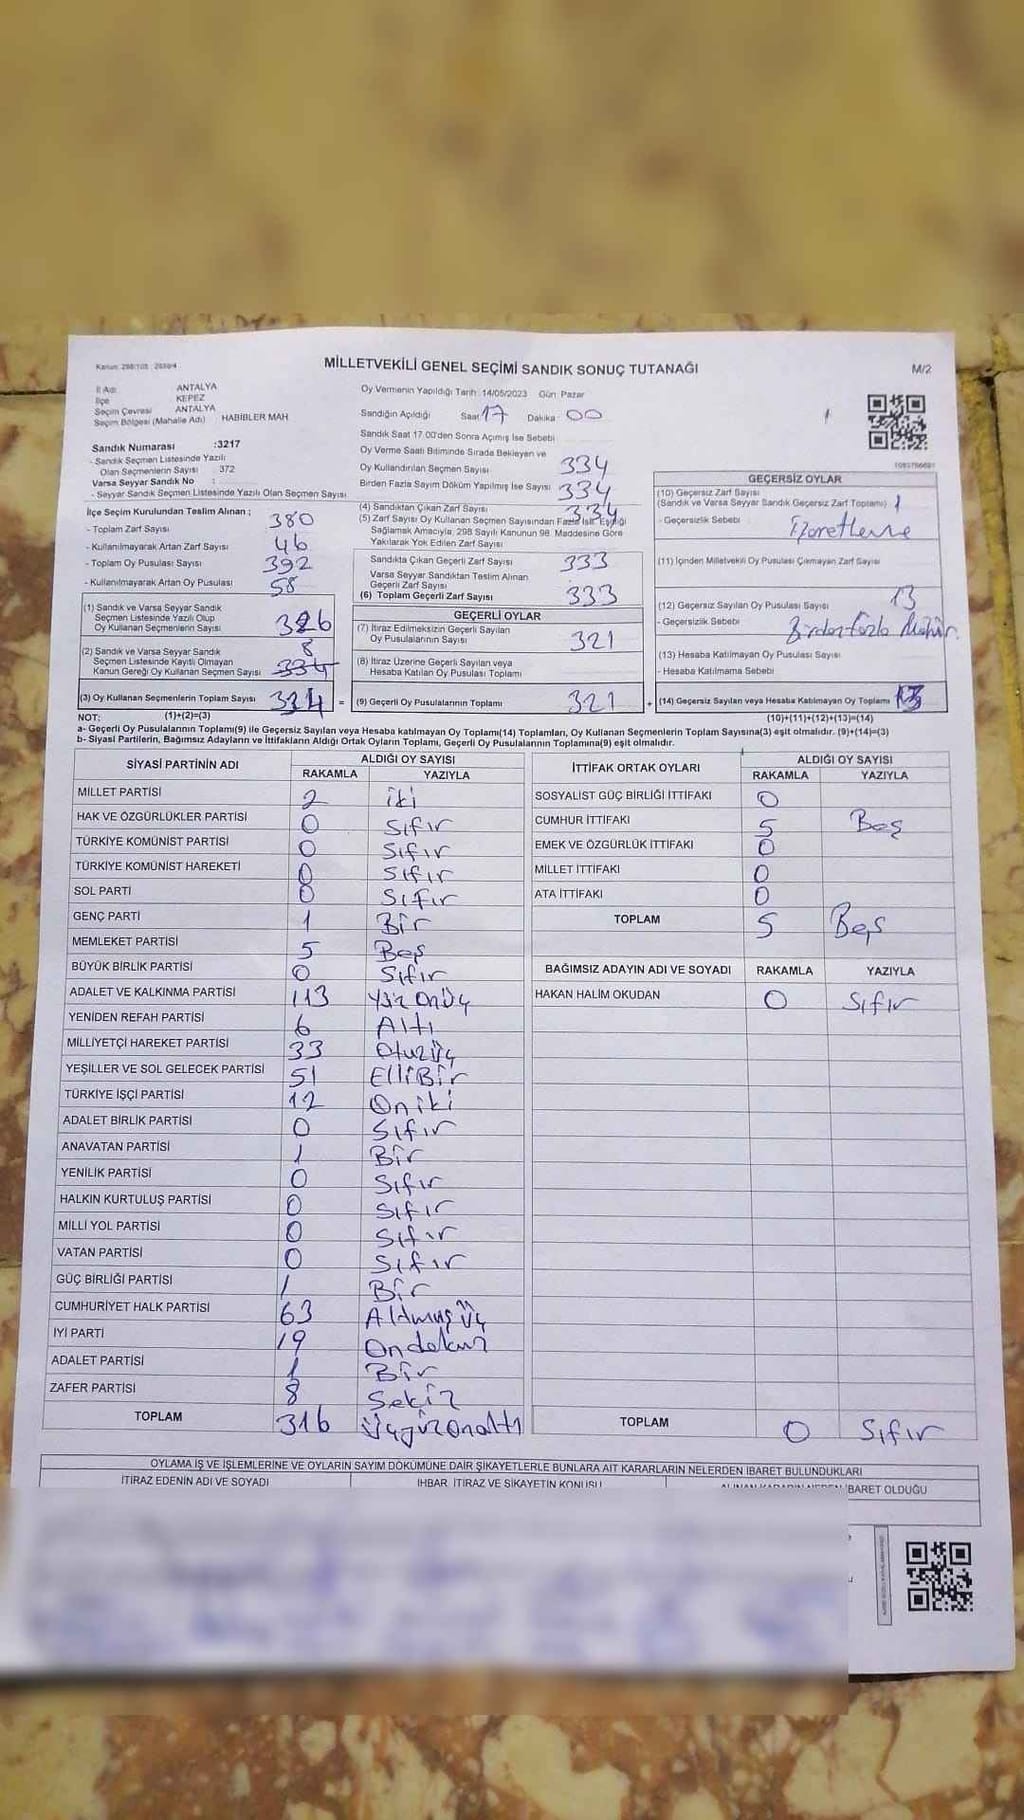 Kanun: 298/105 2839/4
MİLLETVEKİLİ GENEL SEÇİMİ SANDIK SONUÇ TUTANAĞI
M/2
İl Adı ANTALYA
İlçe KEPEZ
Seçim Çevresi ANTALYA
Seçim Bölgesi (Mahalle Adı) HABİBLER MAH
Sandık Numarası :3217
- Sandık Seçmen Listesinde Yazılı
Olan Seçmenlerin Sayısı : 372
Varsa Seyyar Sandık No :
- Seyyar Sandık Seçmen Listesinde Yazılı Olan Seçmen Sayısı
Oy Vermenin Yapıldığı Tarih: 14/05/2023 Gün: Pazar
Sandığın Açıldığı Saat 17 Dakika : 00
Sandık Saat 17.00'den Sonra Açılmış İse Sebebi
Oy Verme Saati Bitiminde Sırada Bekleyen ve
Oy Kullandırılan Seçmen Sayısı 334
Birden Fazla Sayım Döküm Yapılmış İse Sayısı 334
(4) Sandıktan Çıkan Zarf Sayısı 334
(5) Zarf Sayısı Oy Kullanan Seçmen Sayısından Fazla İse, Eşitliği
Sağlamak Amacıyla, 298 Sayılı Kanunun 98. Maddesine Göre
Yakılarak Yok Edilen Zarf Sayısı
İlçe Seçim Kurulundan Teslim Alınan ;
- Toplam Zarf Sayısı 380
- Kullanılmayarak Artan Zarf Sayısı 46
- Toplam Oy Pusulası Sayısı 392
- Kullanılmayarak Artan Oy Pusulası 58
(1) Sandık ve Varsa Seyyar Sandık
Seçmen Listesinde Yazılı Olup
Oy Kullanan Seçmenlerin Sayısı 326
(2) Sandık ve Varsa Seyyar Sandık 8
Seçmen Listesinde Kayıtlı Olmayan
Kanun Gereği Oy Kullanan Seçmen Sayısı 334
(3) Oy Kullanan Seçmenlerin Toplam Sayısı 334 =
Sandıkta Çıkan Geçerli Zarf Sayısı 333
Varsa Seyyar Sandıktan Teslim Alınan
Geçerli Zarf Sayısı
(6) Toplam Geçerli Zarf Sayısı 333
GEÇERLİ OYLAR
(7) İtiraz Edilmeksizin Geçerli Sayılan
Oy Pusulalarının Sayısı 321
(8) İtiraz Üzerine Geçerli Sayılan veya
Hesaba Katılan Oy Pusulası Toplamı
(9) Geçerli Oy Pusulalarının Toplamı 321 +
GEÇERSİZ OYLAR
(10) Geçersiz Zarf Sayısı
(Sandık ve Varsa Seyyar Sandık Geçersiz Zarf Toplamı) 1
- Geçersizlik Sebebi
(11) İçinden Milletvekili Oy Pusulası Çıkmayan Zarf Sayısı
(12) Geçersiz Sayılan Oy Pusulası Sayısı 13
- Geçersizlik Sebebi Birden fazla Mühür.
(13) Hesaba Katılmayan Oy Pusulası Sayısı
- Hesaba Katılmama Sebebi
(14) Geçersiz Sayılan veya Hesaba Katılmayan Oy Toplamı 13
NOT: (1)+(2)=(3)
(10)+(11)+(12)+(13)=(14)
a- Geçerli Oy Pusulalarının Toplamı(9) ile Geçersiz Sayılan veya Hesaba katılmayan Oy Toplamı(14) Toplamları, Oy Kullanan Seçmenlerin Toplam Sayısına(3) eşit olmalıdır. (9)+(14)=(3)
b- Siyasi Partilerin, Bağımsız Adayların ve İttifakların Aldığı Ortak Oyların Toplamı, Geçerli Oy Pusulalarının Toplamına(9) eşit olmalıdır.
SİYASİ PARTİNİN ADI ALDIĞI OY SAYISI
RAKAMLA YAZIYLA
MİLLET PARTİSİ 2 iki
HAK VE ÖZGÜRLÜKLER PARTİSİ 0 Sıfır
TÜRKİYE KOMÜNİST PARTİSİ 0 Sıfır
TÜRKİYE KOMÜNİST HAREKETİ 0 Sıfır
SOL PARTİ 0 Sıfır
GENÇ PARTİ 1 Bir
MEMLEKET PARTİSİ 5 Beş
BÜYÜK BİRLİK PARTİSİ 0 Sıfır
ADALET VE KALKINMA PARTİSİ 113 Yüz Onüç
YENİDEN REFAH PARTİSİ 6 Altı
MİLLİYETÇİ HAREKET PARTİSİ 33 Otuz Üç
YEŞİLLER VE SOL GELECEK PARTİSİ 51 Elli Bir
TÜRKİYE İŞÇİ PARTİSİ 12 Oniki
ADALET BİRLİK PARTİSİ 0 Sıfır
ANAVATAN PARTİSİ 1 Bir
YENİLİK PARTİSİ 0 Sıfır
HALKIN KURTULUŞ PARTİSİ 0 Sıfır
MİLLİ YOL PARTİSİ 0 Sıfır
VATAN PARTİSİ 0 Sıfır
GÜÇ BİRLİĞİ PARTİSİ 1 Bir
CUMHURİYET HALK PARTİSİ 63 Altmış Üç
İYİ PARTİ 19 Ondokuz
ADALET PARTİSİ 1 Bir
ZAFER PARTİSİ 8 Sekiz
TOPLAM 316 Üçyüzonaltı
İTTİFAK ORTAK OYLARI ALDIĞI OY SAYISI
RAKAMLA YAZIYLA
SOSYALİST GÜÇ BİRLİĞİ İTTİFAKI 0
CUMHUR İTTİFAKI 5 Beş
EMEK VE ÖZGÜRLÜK İTTİFAKI 0
MİLLET İTTİFAKI 0
ATA İTTİFAKI 0
TOPLAM 5 Beş
BAĞIMSIZ ADAYIN ADI VE SOYADI RAKAMLA YAZIYLA
HAKAN HALİM OKUDAN 0 Sıfır
TOPLAM 0 Sıfır
OYLAMA İŞ VE İŞLEMLERİNE VE OYLARIN SAYIM DÖKÜMÜNE DAİR ŞİKAYETLERLE BUNLARA AİT KARARLARIN NELERDEN İBARET BULUNDUKLARI
İTİRAZ EDENİN ADI VE SOYADI İHBAR, İTİRAZ VE ŞİKAYETİN KONUSU İBARET OLDUĞU